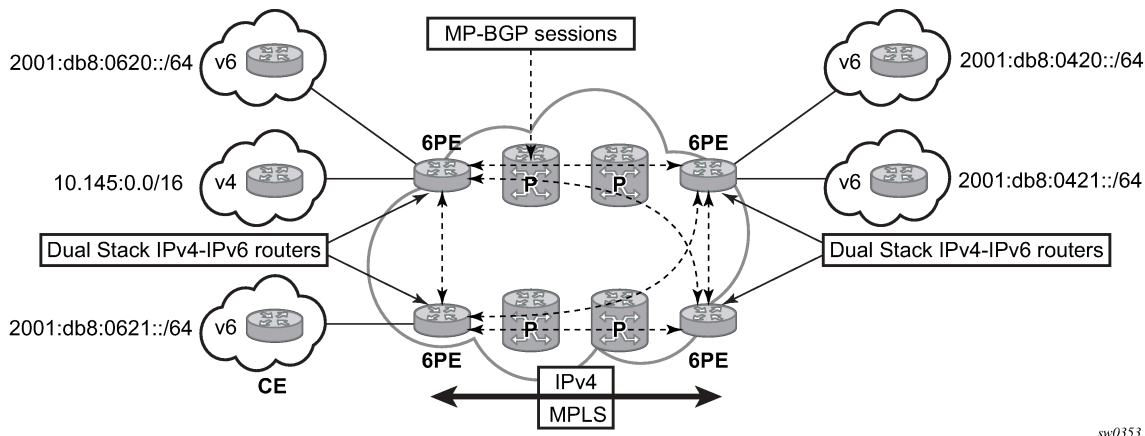 MP-BGP sessions
2001:db8:0620::/64
v6
v6
2001:db8:0420::/64
6PE
6PE
10.145:0.0/16
v4
P
P
v6
2001:db8:0421::/64
Dual Stack IPv4-IPv6 routers
Dual Stack IPv4-IPv6 routers
2001:db8:0621::/64
v6
P
P
6PE
6PE
CE
IPv4
MPLS
sw0353